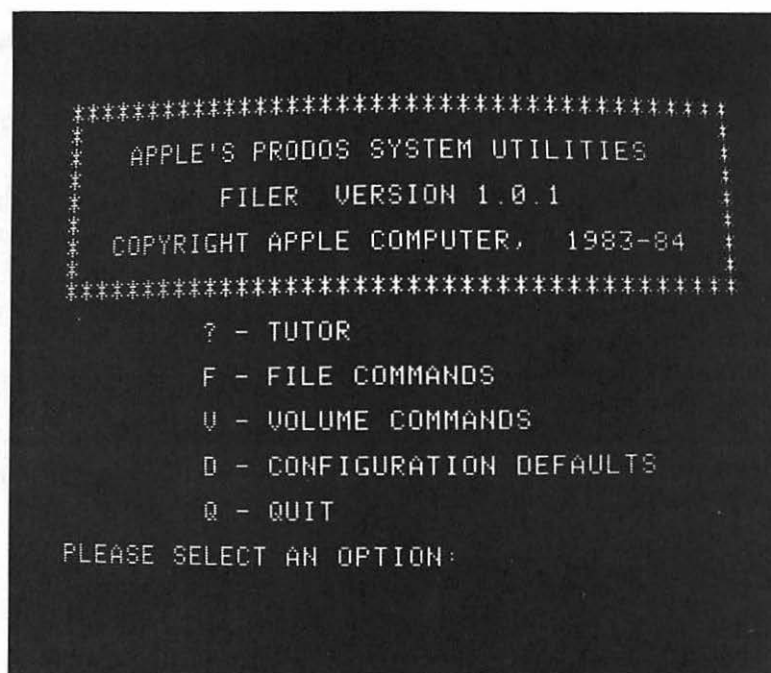 ****************************************
* APPLE'S PRODOS SYSTEM UTILITIES *
* FILER VERSION 1.0.1 *
* COPYRIGHT APPLE COMPUTER, 1983-84 *
****************************************
? - TUTOR
F - FILE COMMANDS
V - VOLUME COMMANDS
D - CONFIGURATION DEFAULTS
Q - QUIT
PLEASE SELECT AN OPTION: